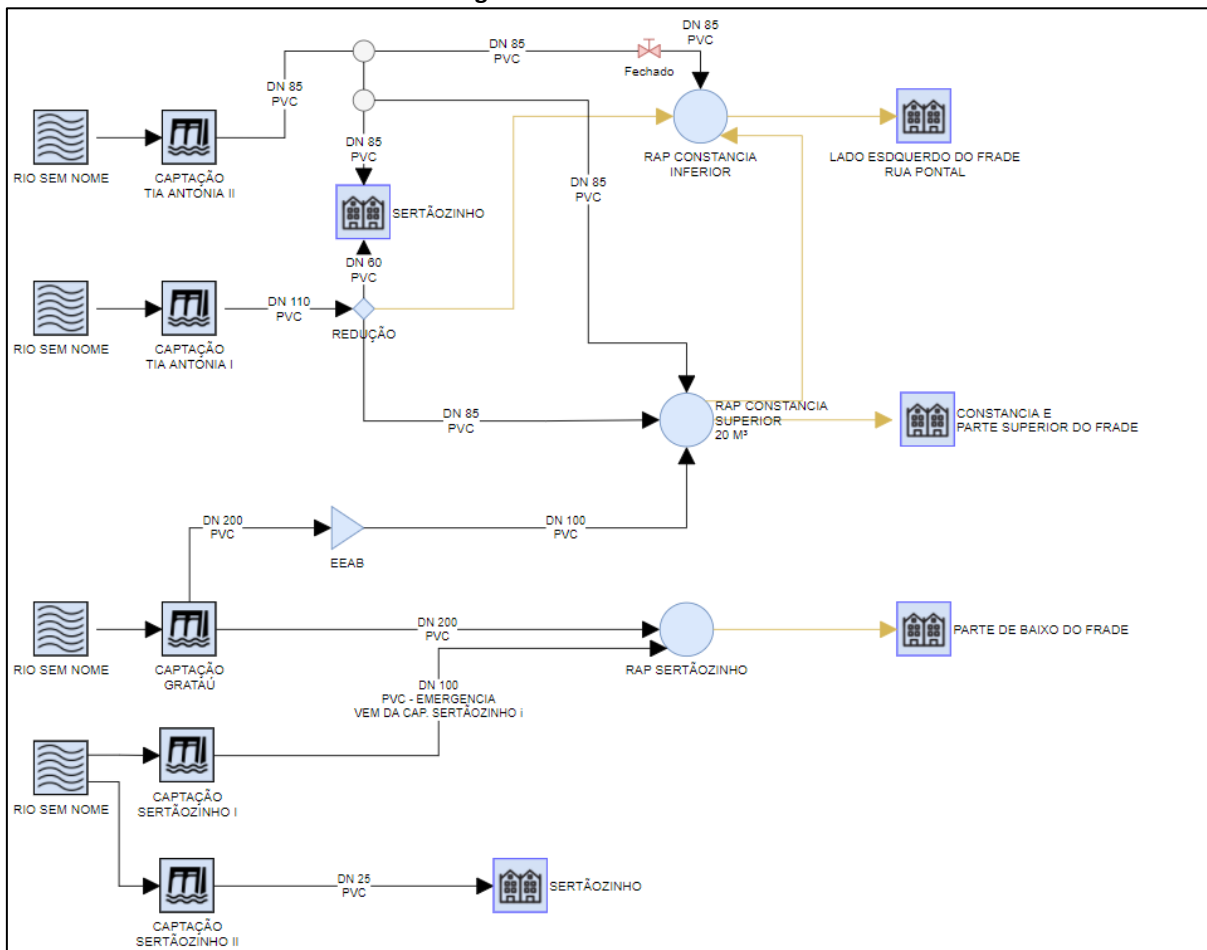 DN 85
PVC
DN 85
PVC
Fechado
DN 85
PVC
RIO SEM NOME
CAPTAÇÃO
TIA ANTONIA II
DN 85
PVC
RAP CONSTANCIA
INFERIOR
LADO ESDQUERDO DO FRADE
RUA PONTAL
DN 85
PVC
SERTÃOZINHO
DN 60
PVC
RIO SEM NOME
CAPTAÇÃO
TIA ANTONIA I
DN 110
PVC
REDUÇÃO
DN 85
PVC
RAP CONSTANCIA
SUPERIOR
20 M³
CONSTANCIA E
PARTE SUPERIOR DO FRADE
DN 200
PVC
EEAB
DN 100
PVC
RIO SEM NOME
CAPTAÇÃO
GRATAÚ
DN 200
PVC
RAP SERTÃOZINHO
PARTE DE BAIXO DO FRADE
DN 100
PVC - EMERGENCIA
VEM DA CAP. SERTÃOZINHO i
RIO SEM NOME
CAPTAÇÃO
SERTÃOZINHO I
CAPTAÇÃO
SERTÃOZINHO II
DN 25
PVC
SERTÃOZINHO